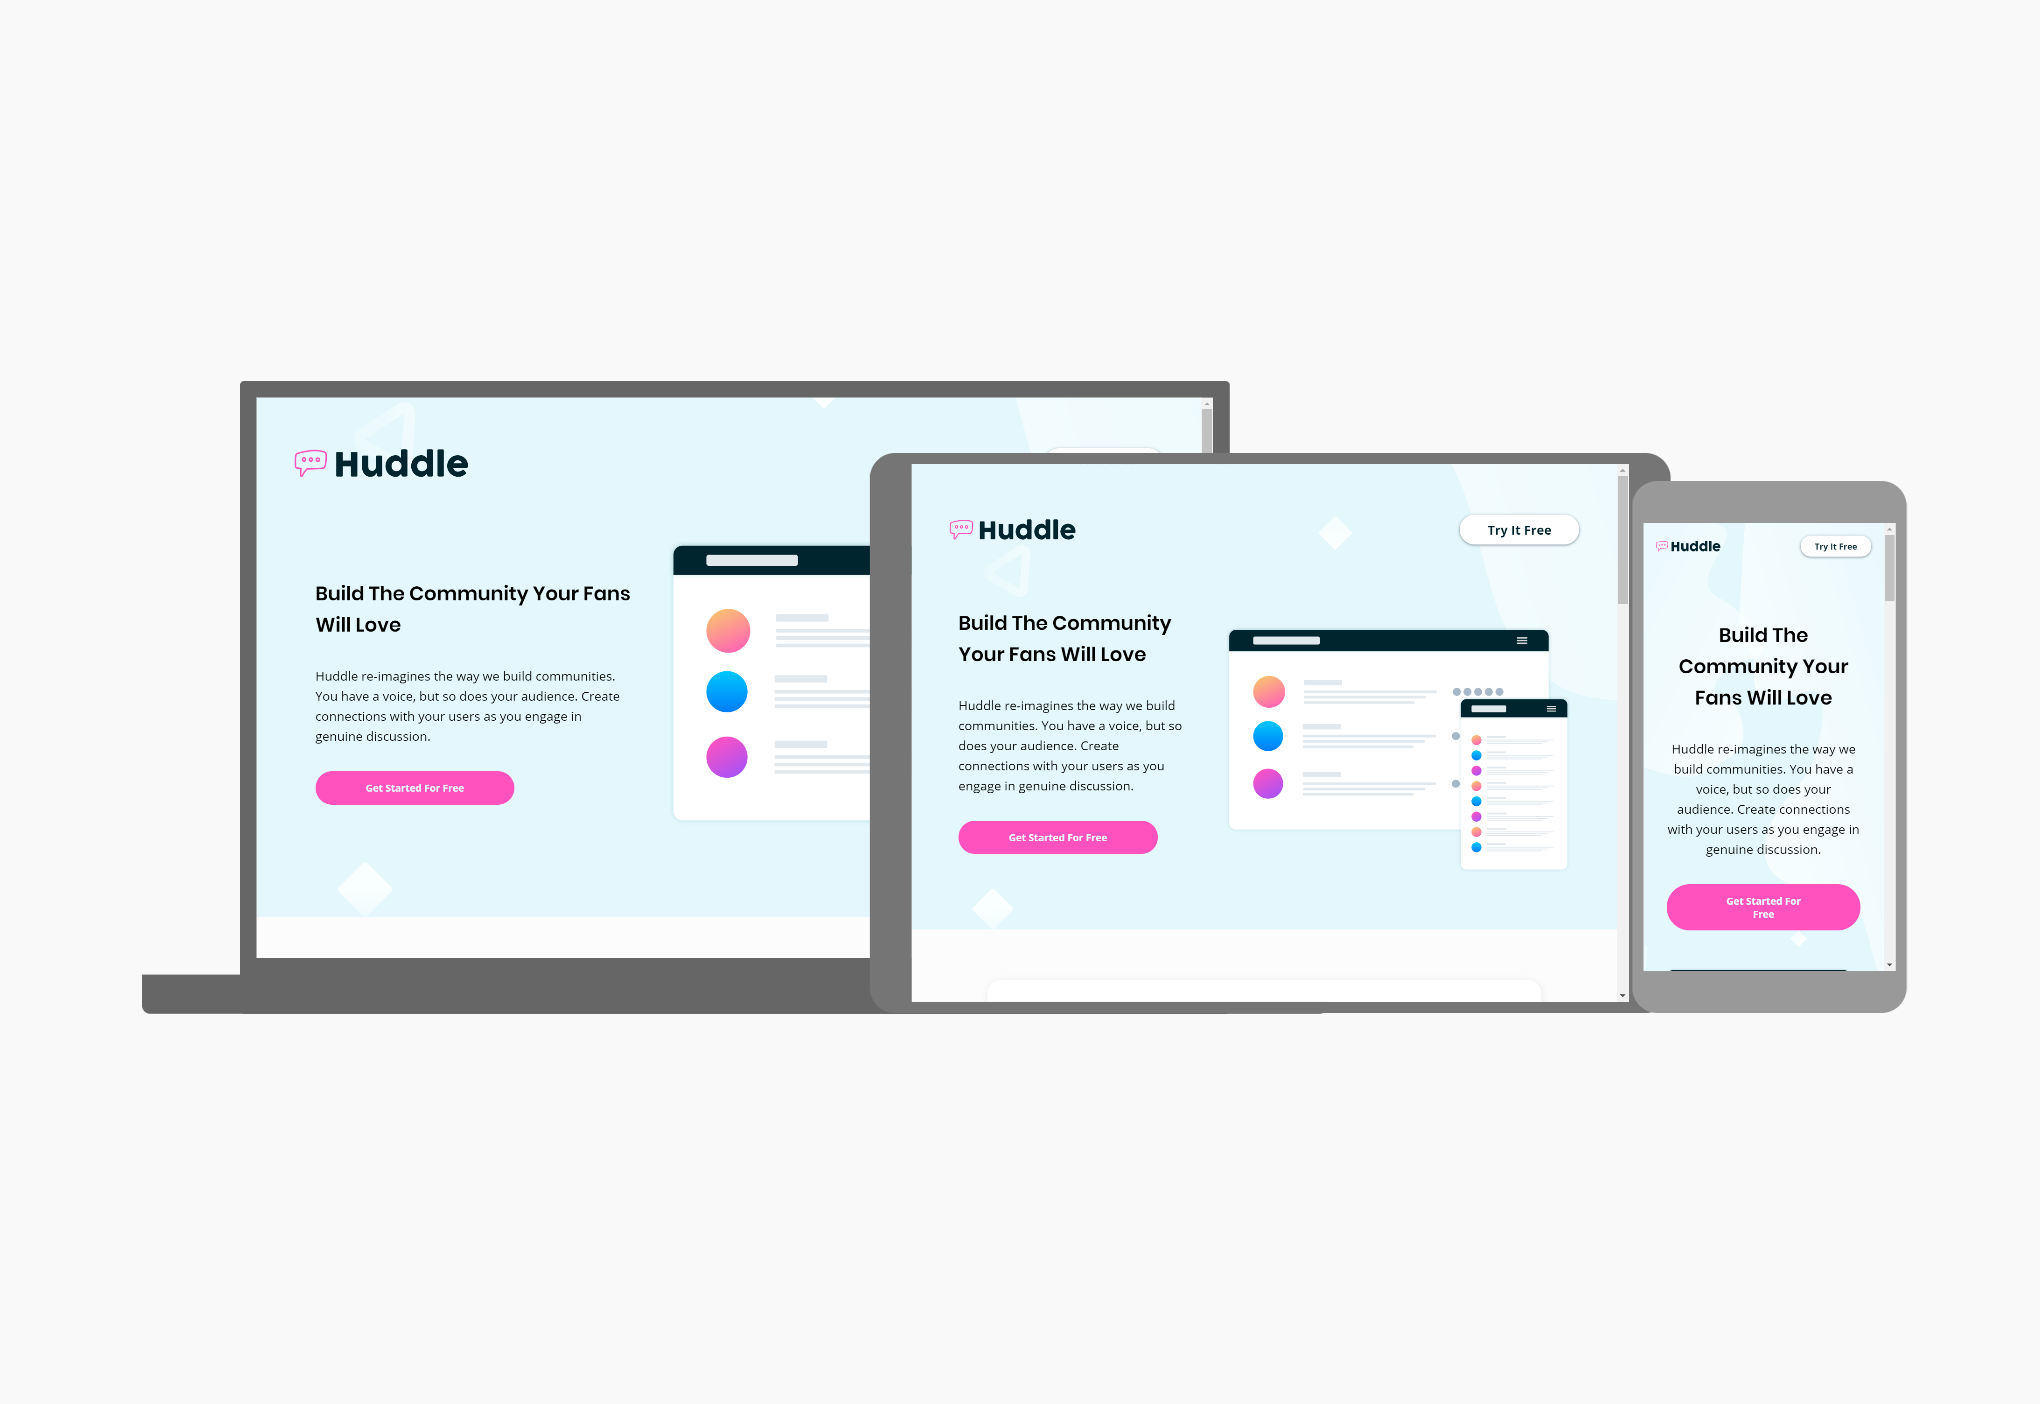 Huddle
Build The Community Your Fans
Will Love
Huddle re-imagines the way we build communities.
You have a voice, but so does your audience. Create
connections with your users as you engage in
genuine discussion.
Get Started For Free
Huddle
Try It Free
Build The Community
Your Fans Will Love
Huddle re-imagines the way we build
communities. You have a voice, but so
does your audience. Create
connections with your users as you
engage in genuine discussion.
Get Started For Free
Huddle
Try It Free
Build The
Community Your
Fans Will Love
Huddle re-imagines the way we
build communities. You have a
voice, but so does your
audience. Create connections
with your users as you engage in
genuine discussion.
Get Started For
Free